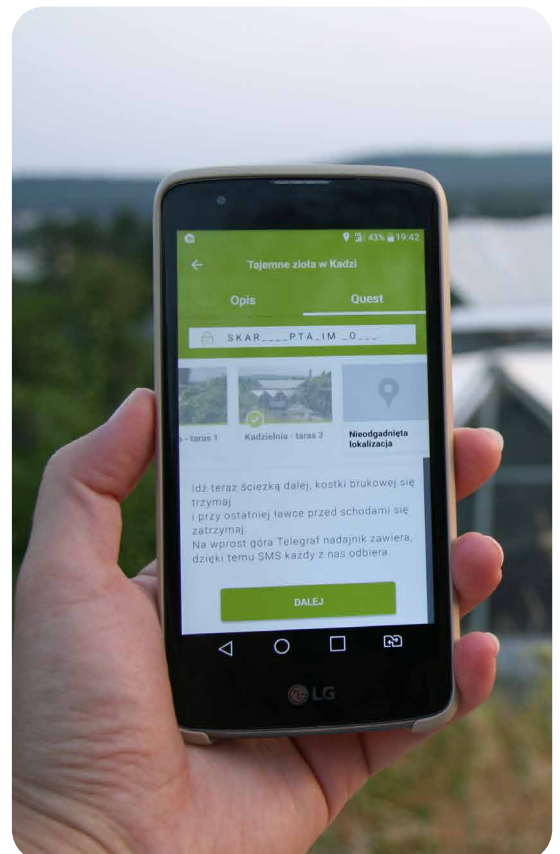 43% 19:42
Tajemne zioła w Kadzi
Opis Quest
SKAR____PTA_IM _O___
- taras 1 Kadzielnia - taras 3 Nieodgadnięta
lokalizacja
Idź teraz ścieżką dalej, kostki brukowej się
trzymaj
i przy ostatniej ławce przed schodami się
zatrzymaj.
Na wprost góra Telegraf nadajnik zawiera,
dzięki temu SMS każdy z nas odbiera.
DALEJ
LG